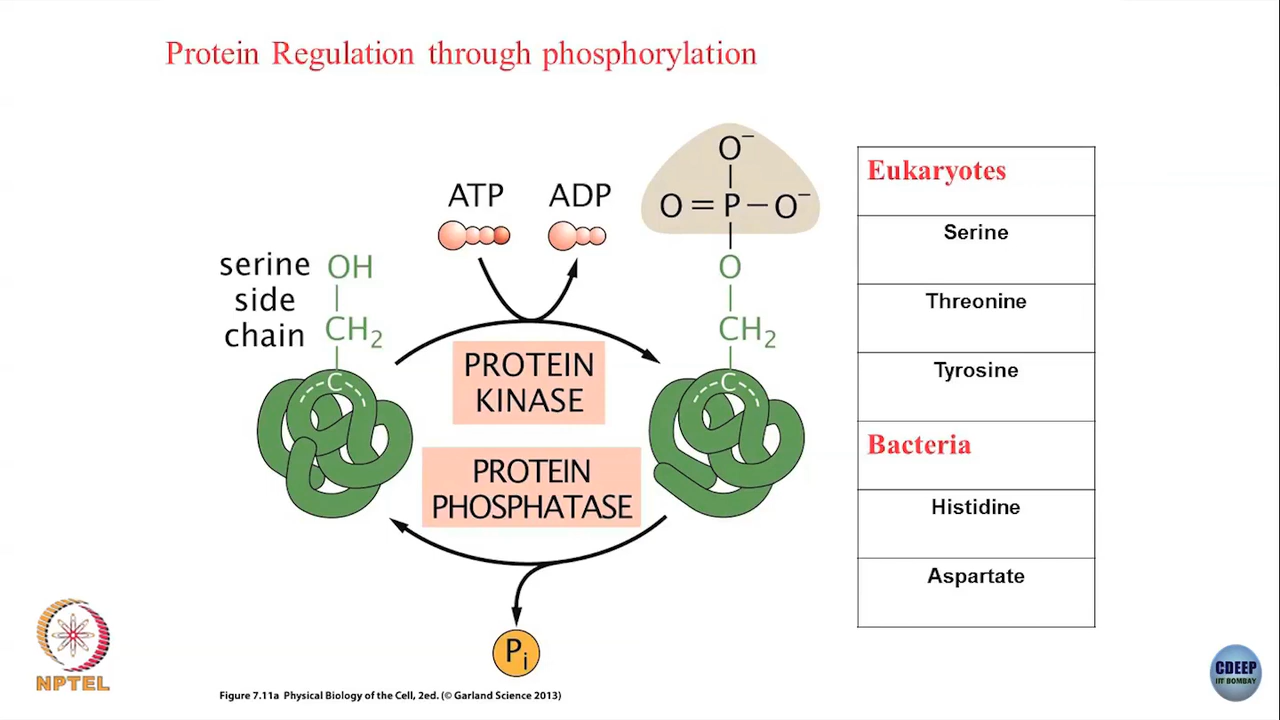 Protein Regulation through phosphorylation
ATP
ADP
O⁻
O=P–O⁻
O
CH₂
C
serine
side
chain
OH
CH₂
C
PROTEIN
KINASE
PROTEIN
PHOSPHATASE
Pᵢ
Eukaryotes
Serine
Threonine
Tyrosine
Bacteria
Histidine
Aspartate
NPTEL
Figure 7.11a Physical Biology of the Cell, 2ed. (© Garland Science 2013)
CDEEP
IIT BOMBAY